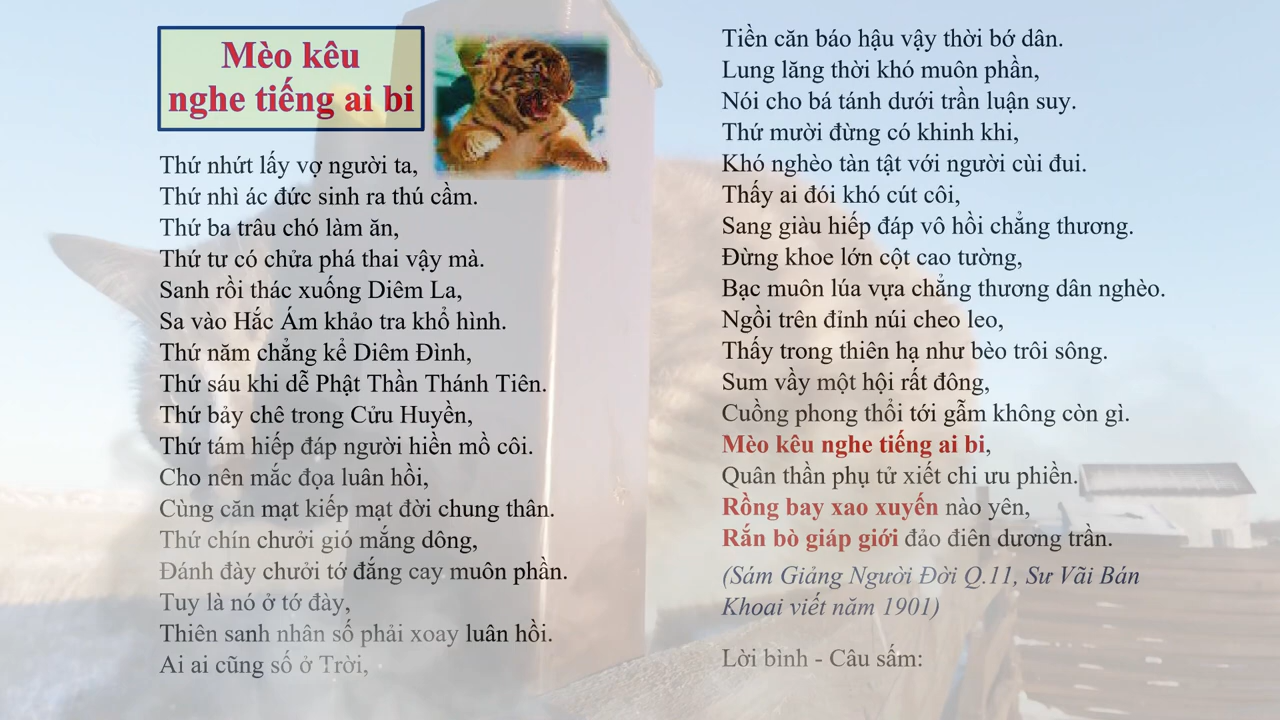 Mèo kêu
nghe tiếng ai bi
Thứ nhứt lấy vợ người ta,
Thứ nhì ác đức sinh ra thú cầm.
Thứ ba trâu chó làm ăn,
Thứ tư có chửa phá thai vậy mà.
Sanh rồi thác xuống Diêm La,
Sa vào Hắc Ám khảo tra khổ hình.
Thứ năm chẳng kể Diêm Đình,
Thứ sáu khi dễ Phật Thần Thánh Tiên.
Thứ bảy chê trong Cửu Huyền,
Thứ tám hiếp đáp người hiền mồ côi.
Cho nên mắc đọa luân hồi,
Cùng căn mạt kiếp mạt đời chung thân.
Thứ chín chưởi gió mắng dông,
Đánh đày chưởi tớ đắng cay muôn phần.
Tuy là nó ở tớ đày,
Thiên sanh nhân số phải xoay luân hồi.
Ai ai cũng số ở Trời,
Tiền căn báo hậu vậy thời bớ dân.
Lung lăng thời khó muôn phần,
Nói cho bá tánh dưới trần luận suy.
Thứ mười đừng có khinh khi,
Khó nghèo tàn tật với người cùi đui.
Thấy ai đói khó cút côi,
Sang giàu hiếp đáp vô hồi chẳng thương.
Đừng khoe lớn cột cao tường,
Bạc muôn lúa vựa chẳng thương dân nghèo.
Ngồi trên đỉnh núi cheo leo,
Thấy trong thiên hạ như bèo trôi sông.
Sum vầy một hội rất đông,
Cuồng phong thổi tới gẫm không còn gì.
Mèo kêu nghe tiếng ai bi,
Quân thần phụ tử xiết chi ưu phiền.
Rồng bay xao xuyến nào yên,
Rắn bò giáp giới đảo điên dương trần.
(Sám Giảng Người Đời Q.11, Sư Vãi Bán
Khoai viết năm 1901)
Lời bình - Câu sấm: